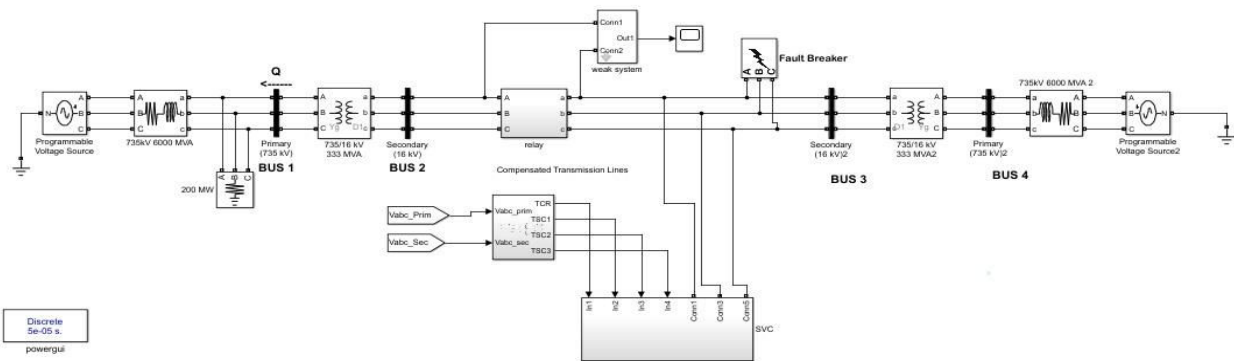 Conn1
Out1
Conn2
weak system
Fault Breaker
A B C
Q
<------
735kV 6000 MVA 2
N
A
B
C
A a
B b
C c
A a
B b
C c
Yg D1
A a
B b
C c
a A
b B
c C
D1 Yg
a A
b B
c C
A
B
C
N
Programmable
Voltage Source
735kV 6000 MVA
Primary
(735 kV)
BUS 1
735/16 kV
333 MVA
Secondary
(16 kV)
BUS 2
relay
Secondary
(16 kV)2
BUS 3
735/16 kV
333 MVA2
Primary
(735 kV)2
BUS 4
Programmable
Voltage Source2
A B C
200 MW
Compensated Transmission Lines
Vabc_Prim
Vabc_Sec
Vabc_prim
Vabc_sec
TCR
TSC1
TSC2
TSC3
In1
In2
In3
In4
Conn1
Conn3
Conn5
SVC
Discrete
5e-05 s.
powergui